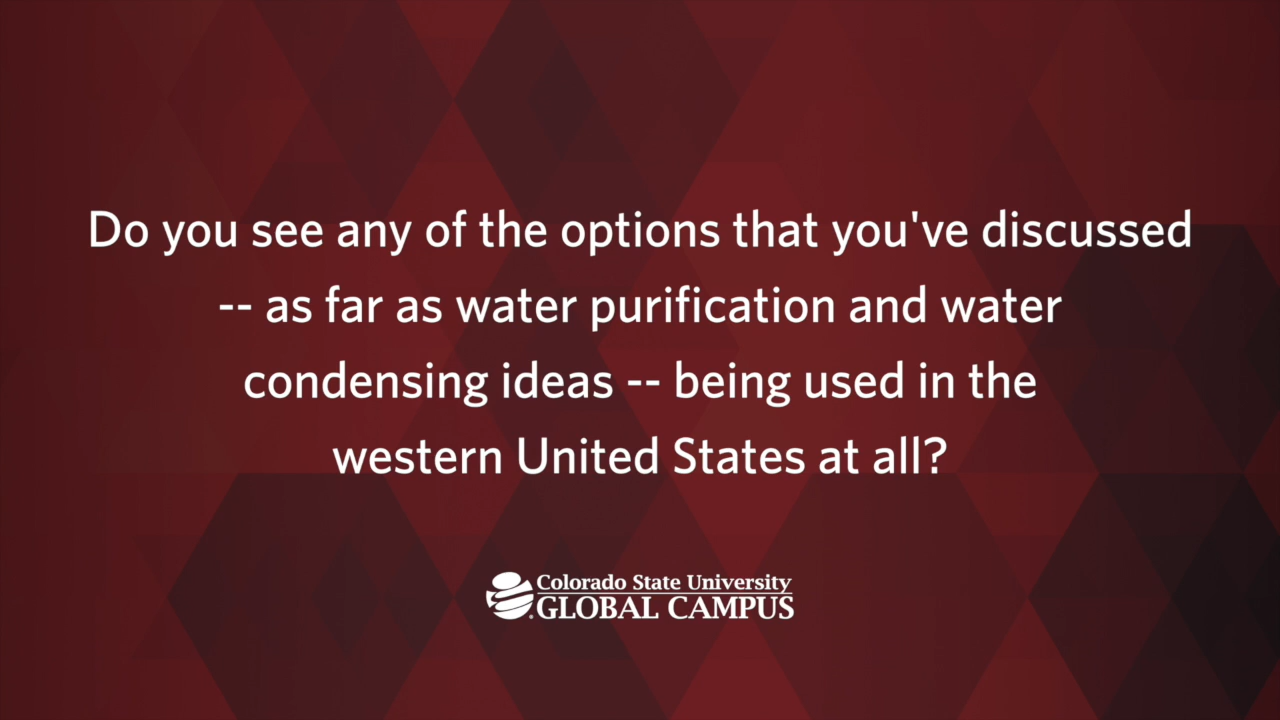 Do you see any of the options that you've discussed
-- as far as water purification and water
condensing ideas -- being used in the
western United States at all?
Colorado State University
GLOBAL CAMPUS